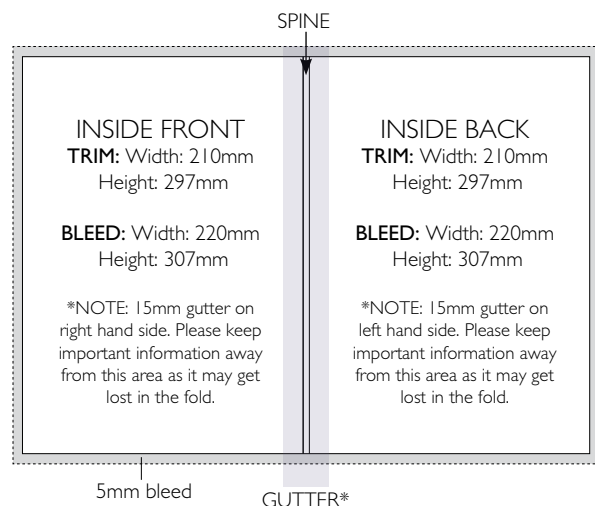 SPINE
INSIDE FRONT
TRIM: Width: 210mm
Height: 297mm
BLEED: Width: 220mm
Height: 307mm
*NOTE: 15mm gutter on
right hand side. Please keep
important information away
from this area as it may get
lost in the fold.
INSIDE BACK
TRIM: Width: 210mm
Height: 297mm
BLEED: Width: 220mm
Height: 307mm
*NOTE: 15mm gutter on
left hand side. Please keep
important information away
from this area as it may get
lost in the fold.
5mm bleed
GUTTER*